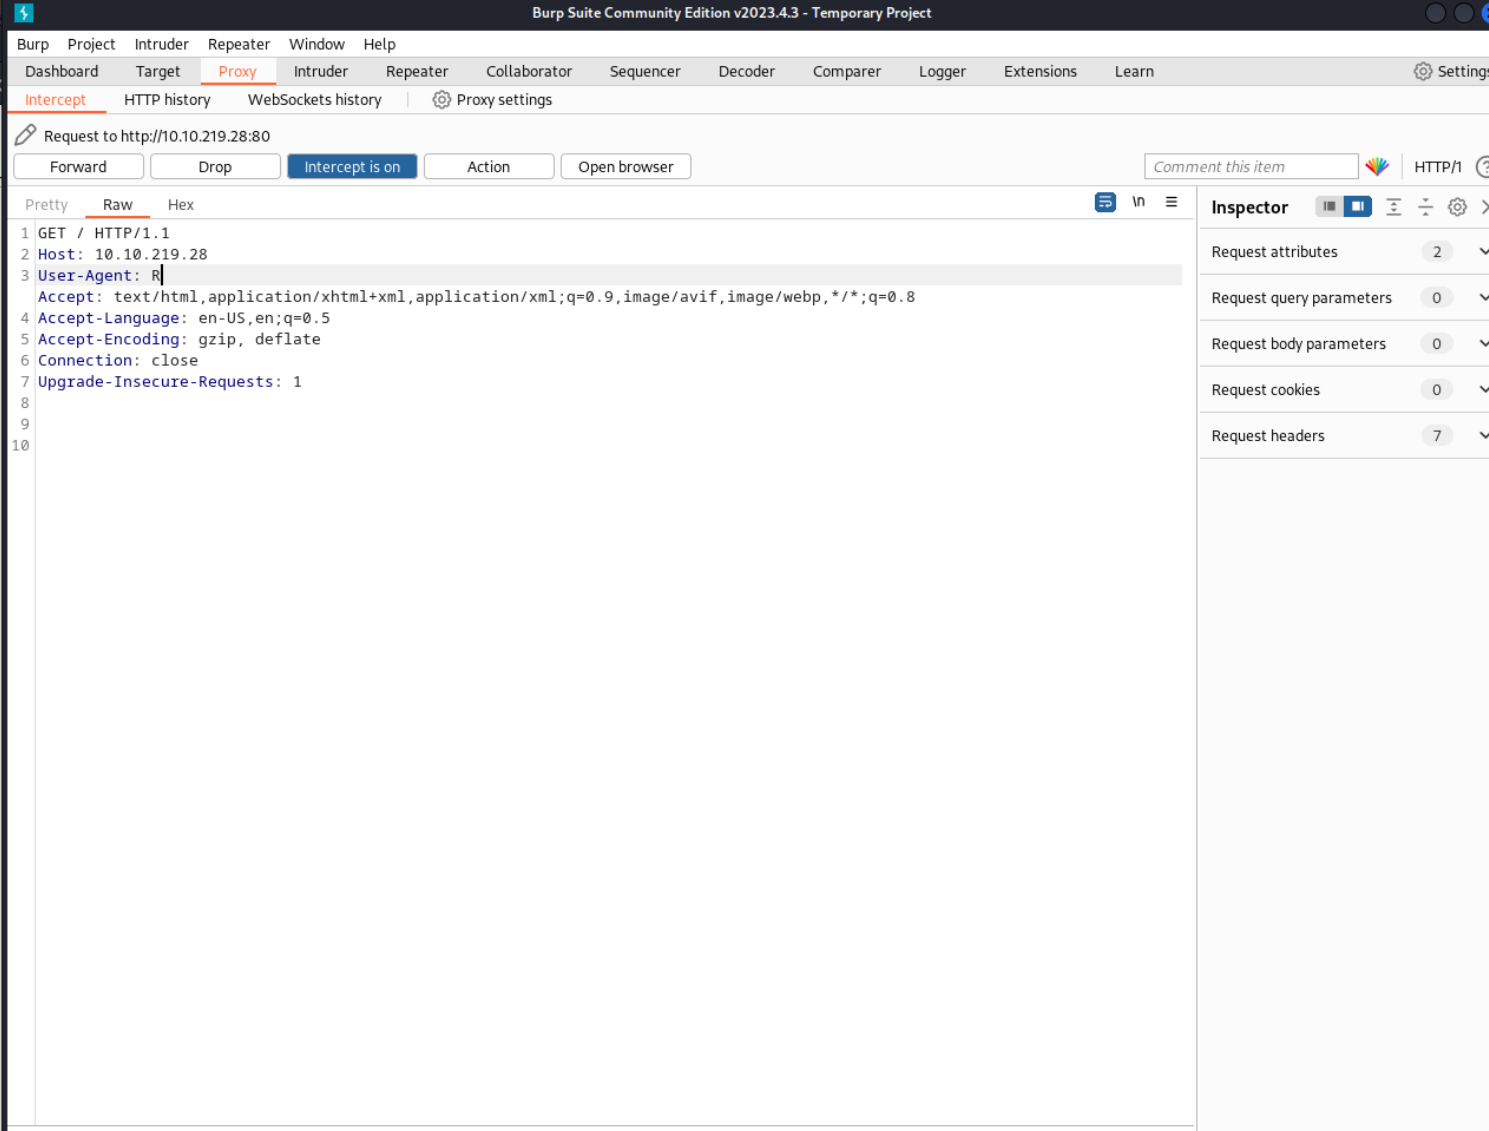 Burp Suite Community Edition v2023.4.3 - Temporary Project
Burp Project Intruder Repeater Window Help
Dashboard Target Proxy Intruder Repeater Collaborator Sequencer Decoder Comparer Logger Extensions Learn Settings
Intercept HTTP history WebSockets history Proxy settings
Request to http://10.10.219.28:80
Forward Drop Intercept is on Action Open browser Comment this item HTTP/1 ?
Pretty Raw Hex \n Inspector
1 GET / HTTP/1.1
2 Host: 10.10.219.28
3 User-Agent: R
Accept: text/html,application/xhtml+xml,application/xml;q=0.9,image/avif,image/webp,*/*;q=0.8
4 Accept-Language: en-US,en;q=0.5
5 Accept-Encoding: gzip, deflate
6 Connection: close
7 Upgrade-Insecure-Requests: 1
8
9
10
Request attributes 2
Request query parameters 0
Request body parameters 0
Request cookies 0
Request headers 7